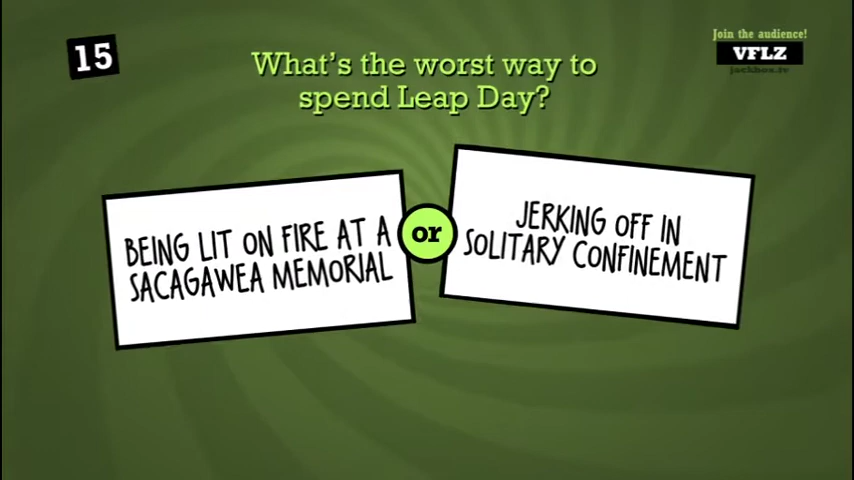 15
What's the worst way to
spend Leap Day?
Join the audience!
VFLZ
jackbox.tv
BEING LIT ON FIRE AT A
SACAGAWEA MEMORIAL
or
JERKING OFF IN
SOLITARY CONFINEMENT